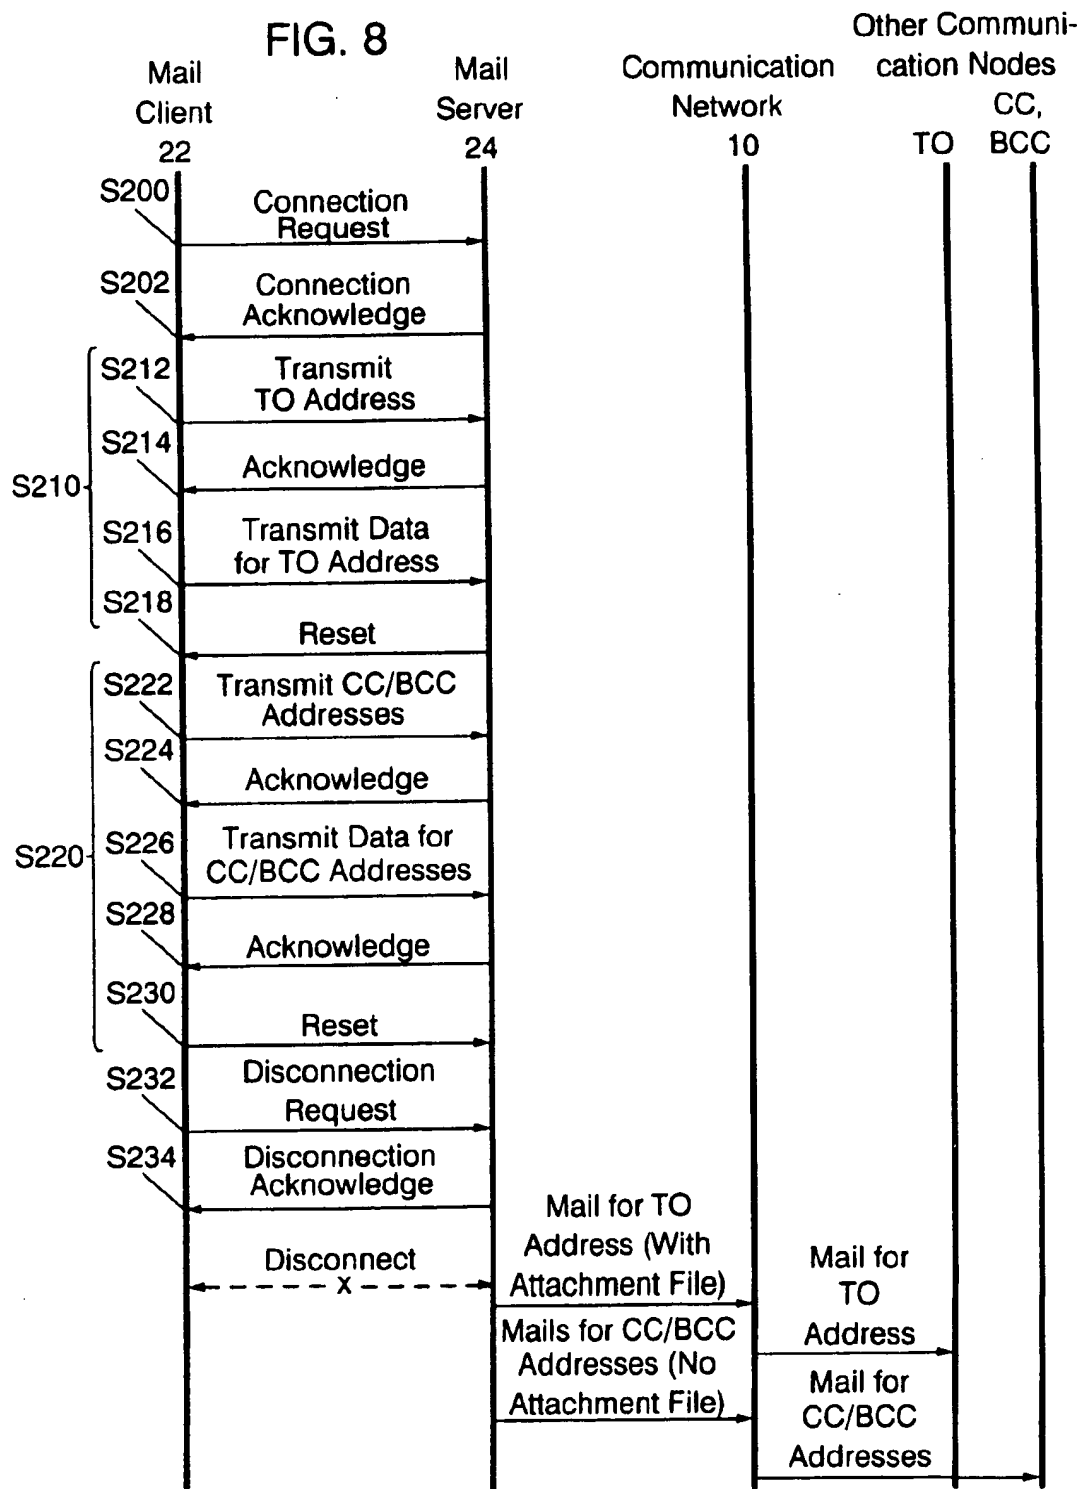 FIG. 8
Other Communi-
cation Nodes
Mail
Client
22
Mail
Server
24
Communication
Network
10
TO
CC,
BCC
S200
Connection
Request
S202
Connection
Acknowledge
S210
S212
Transmit
TO Address
S214
Acknowledge
S216
Transmit Data
for TO Address
S218
Reset
S220
S222
Transmit CC/BCC
Addresses
S224
Acknowledge
S226
Transmit Data for
CC/BCC Addresses
S228
Acknowledge
S230
Reset
S232
Disconnection
Request
S234
Disconnection
Acknowledge
Disconnect
X
Mail for TO
Address (With
Attachment File)
Mail for
TO
Address
Mails for CC/BCC
Addresses (No
Attachment File)
Mail for
CC/BCC
Addresses